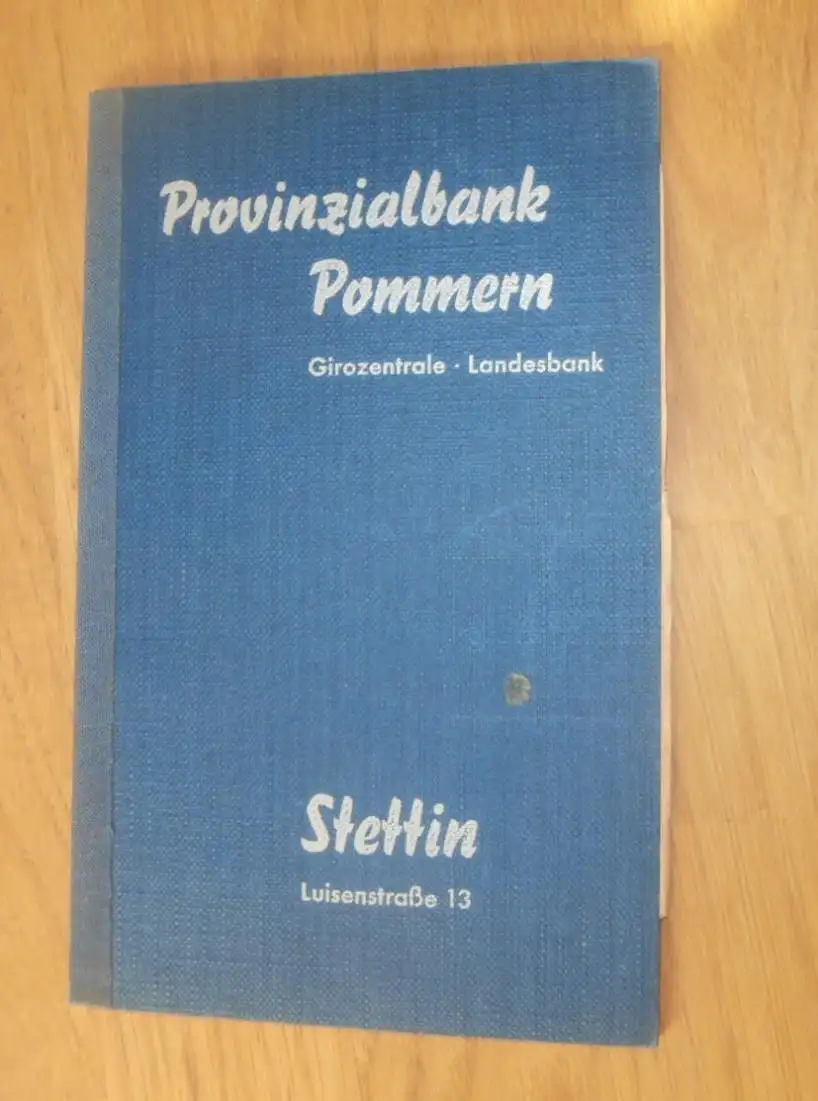 Provinzialbank
Pommern
Girozentrale · Landesbank
Stettin
Luisenstraße 13